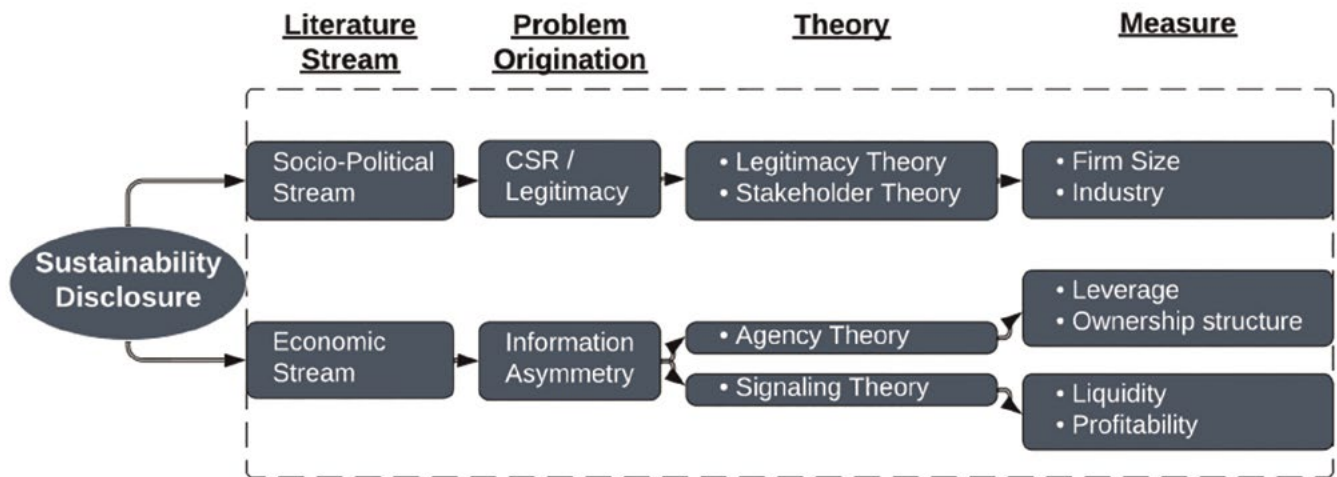 Literature
Stream
Problem
Origination
Theory
Measure
Sustainability
Disclosure
Socio-Political
Stream
CSR /
Legitimacy
• Legitimacy Theory
• Stakeholder Theory
• Firm Size
• Industry
Economic
Stream
Information
Asymmetry
• Agency Theory
• Signaling Theory
• Leverage
• Ownership structure
• Liquidity
• Profitability